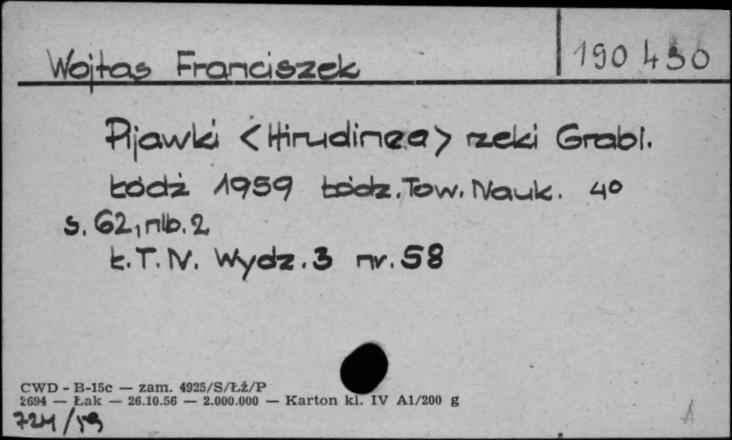 Wojtas Franciszek
190 430
Pijawki <Hirudinea> rzeki Grabi.
Łódź 1959 Łódz. Tow. Nauk. 4°
s. 62, nlb. 2
Ł.T.N. Wydz. 3 nr. 58
CWD - B-15c — zam. 4925/S/Łź/P
2694 — Łak — 26.10.56 — 2.000.000 — Karton kl. IV A1/200 g